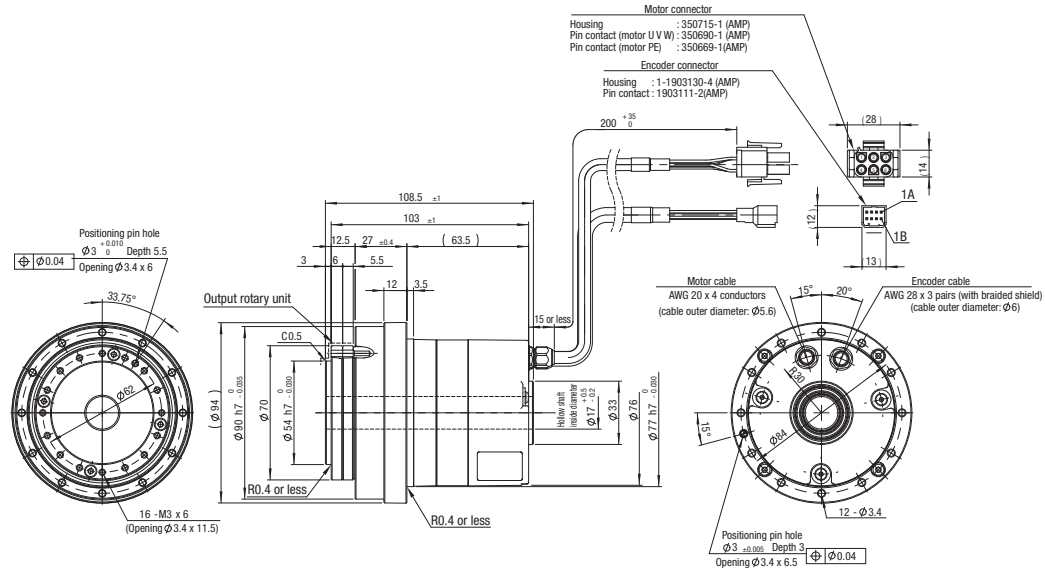 Motor connector
Housing : 350715-1 (AMP)
Pin contact (motor U V W) : 350690-1 (AMP)
Pin contact (motor PE) : 350669-1(AMP)
Encoder connector
Housing : 1-1903130-4 (AMP)
Pin contact : 1903111-2(AMP)
200 +35 0
(28)
(14)
1A
(12)
1B
(13)
108.5 ±1
103 ±1
12.5
27 ±0.4
(63.5)
3
6
5.5
12
3.5
15 or less
Positioning pin hole
Φ3 +0.010 0 Depth 5.5
⌖ Φ0.04
Opening Φ3.4 x 6
33.75°
Output rotary unit
C0.5
Φ62
(Φ94)
Φ90 h7 0 -0.035
Φ70
Φ54 h7 0 -0.030
Hollow shaft
inside diameter
Φ17 +0.5 +0.2
Φ33
Φ76
Φ77 h7 0 -0.030
R0.4 or less
R0.4 or less
16 -M3 x 6
(Opening Φ3.4 x 11.5)
Motor cable
AWG 20 x 4 conductors
(cable outer diameter: Φ5.6)
15°
20°
Encoder cable
AWG 28 x 3 pairs (with braided shield)
(cable outer diameter: Φ6)
R30
Φ84
15°
12 - Φ3.4
Positioning pin hole
Φ3 ±0.005 Depth 3
⌖ Φ0.04
Opening Φ3.4 x 6.5